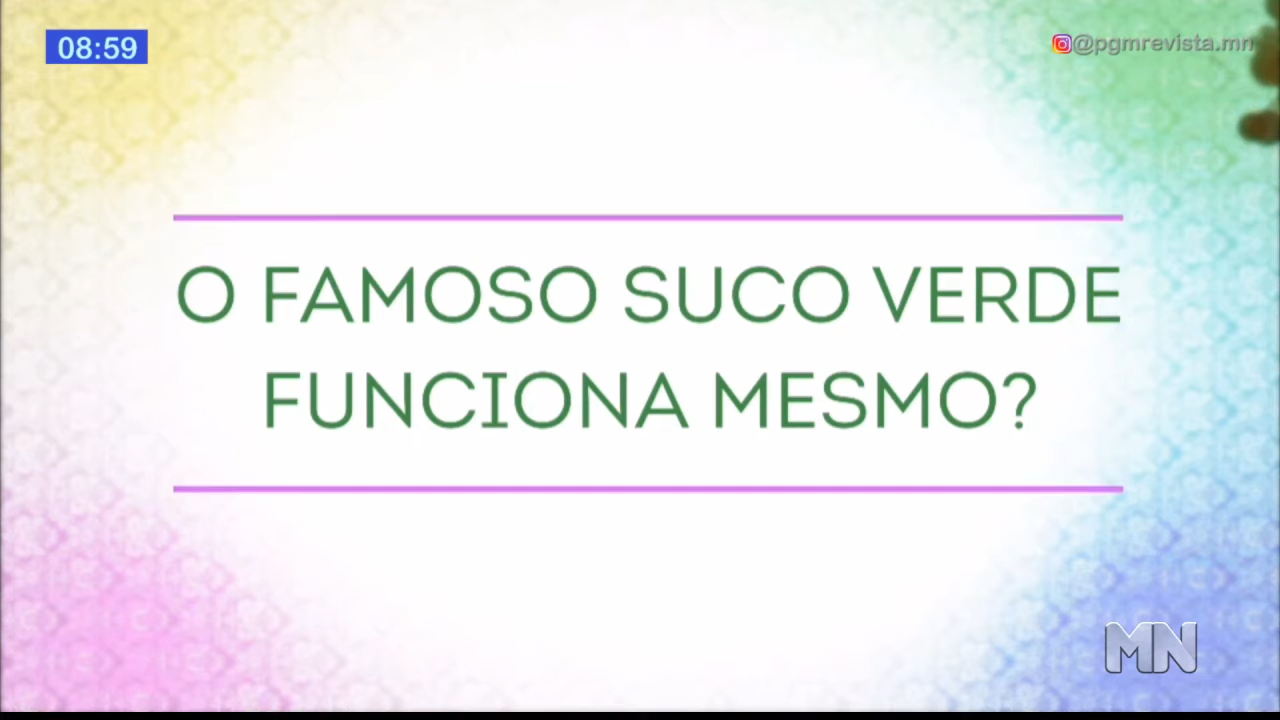 08:59
@pgmrevista.mn
O FAMOSO SUCO VERDE
FUNCIONA MESMO?
MN